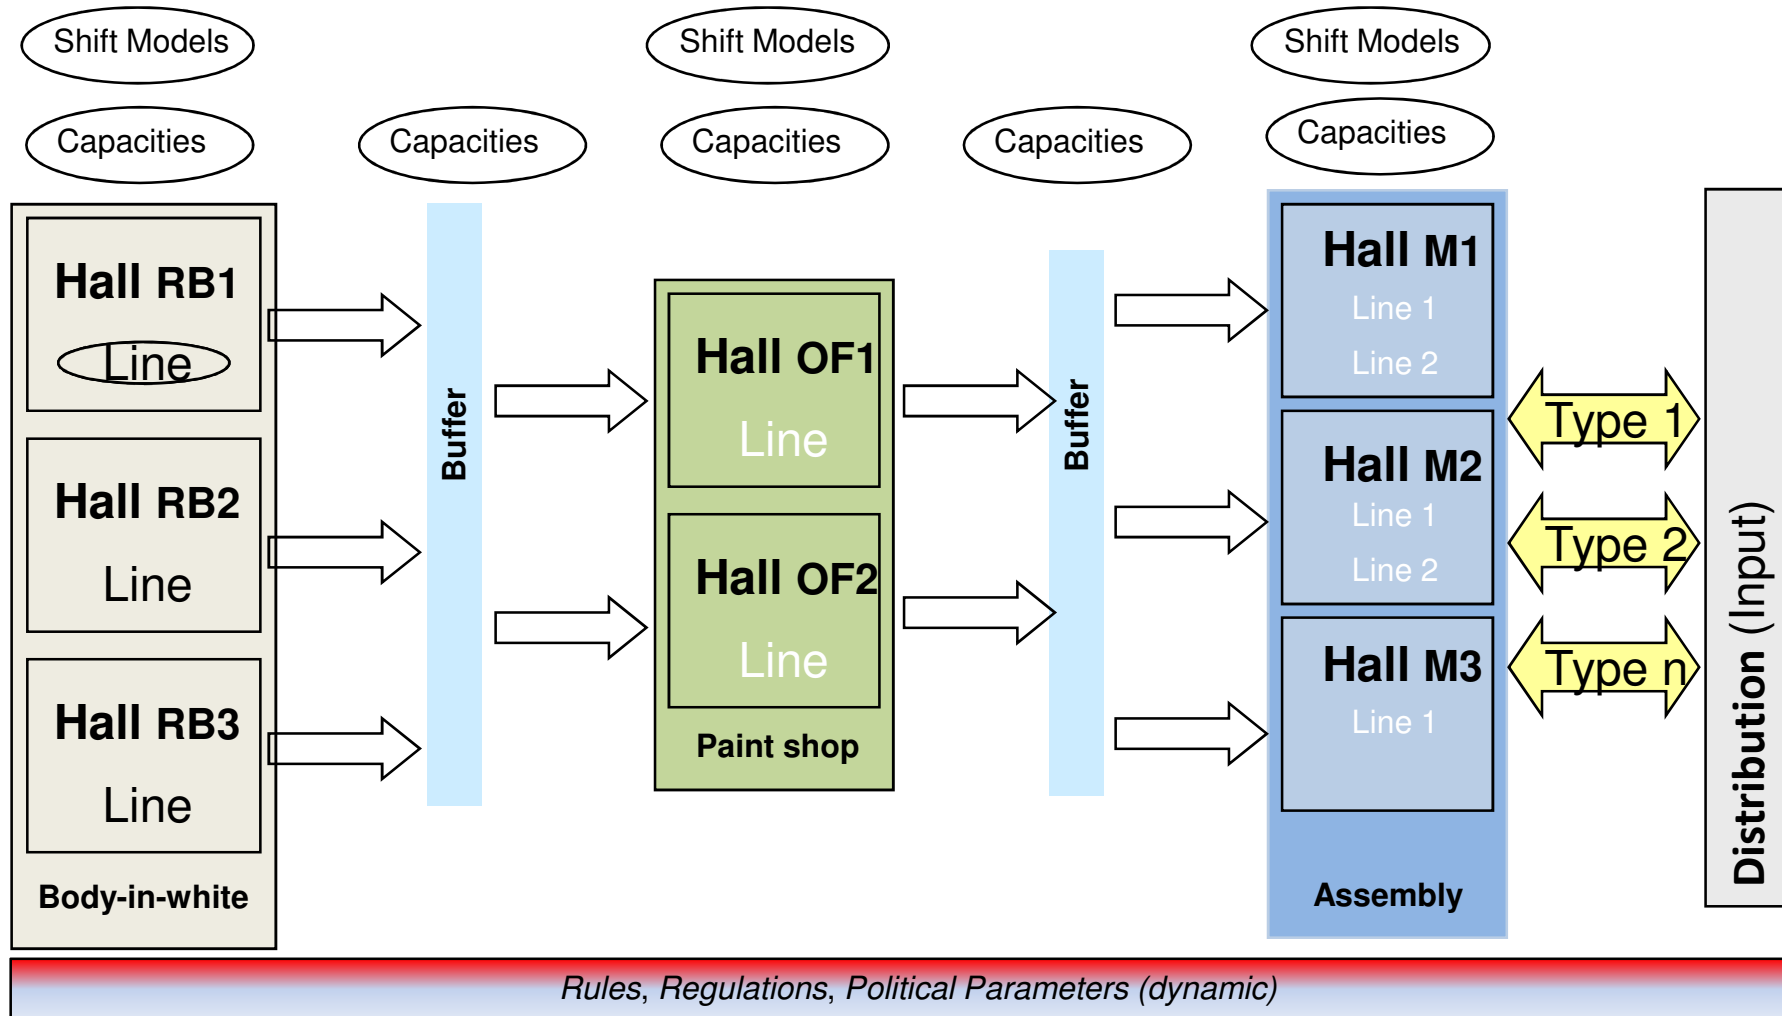 Shift Models
Shift Models
Shift Models
Capacities
Capacities
Capacities
Capacities
Capacities
Hall RB1
Line
Hall RB2
Line
Hall RB3
Line
Body-in-white
Buffer
Hall OF1
Line
Hall OF2
Line
Paint shop
Buffer
Hall M1
Line 1
Line 2
Hall M2
Line 1
Line 2
Hall M3
Line 1
Assembly
Type 1
Type 2
Type n
Distribution (Input)
Rules, Regulations, Political Parameters (dynamic)